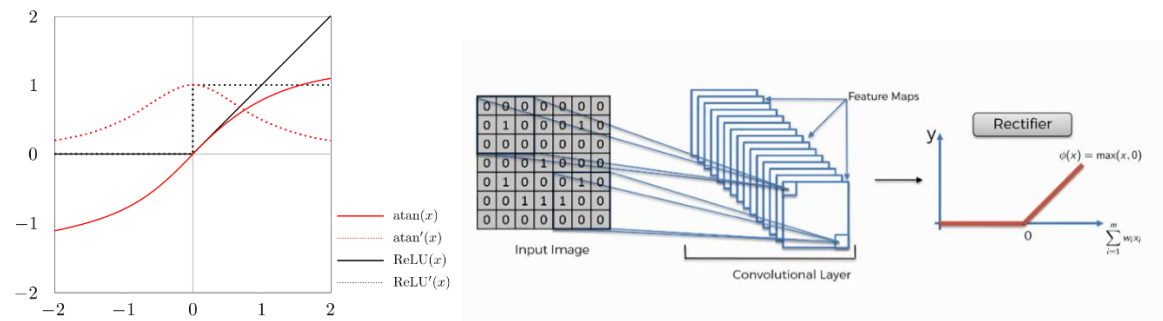 2
1
0
−1
−2
−2 −1 0 1 2
atan(x)
atan′(x)
ReLU(x)
ReLU′(x)
0 0 0 0 0 0 0
0 1 0 0 0 1 0
0 0 0 0 0 0 0
0 0 0 1 0 0 0
0 1 0 0 0 1 0
0 0 1 1 1 0 0
0 0 0 0 0 0 0
Input Image
Feature Maps
Convolutional Layer
Rectifier
y
ϕ(x) = max(x, 0)
0
m
∑ wᵢxᵢ
i=1